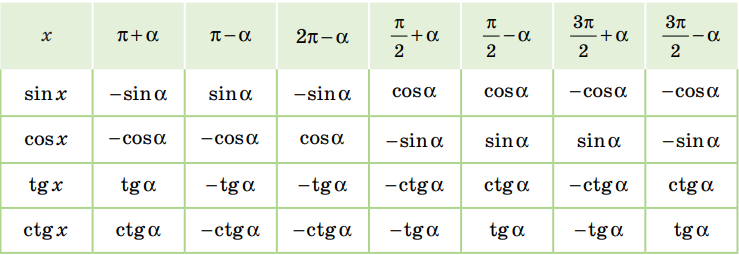 x π+α π−α 2π−α π/2+α π/2−α 3π/2+α 3π/2−α
sin x −sin α sin α −sin α cos α cos α −cos α −cos α
cos x −cos α −cos α cos α −sin α sin α sin α −sin α
tg x tg α −tg α −tg α −ctg α ctg α −ctg α ctg α
ctg x ctg α −ctg α −ctg α −tg α tg α −tg α tg α